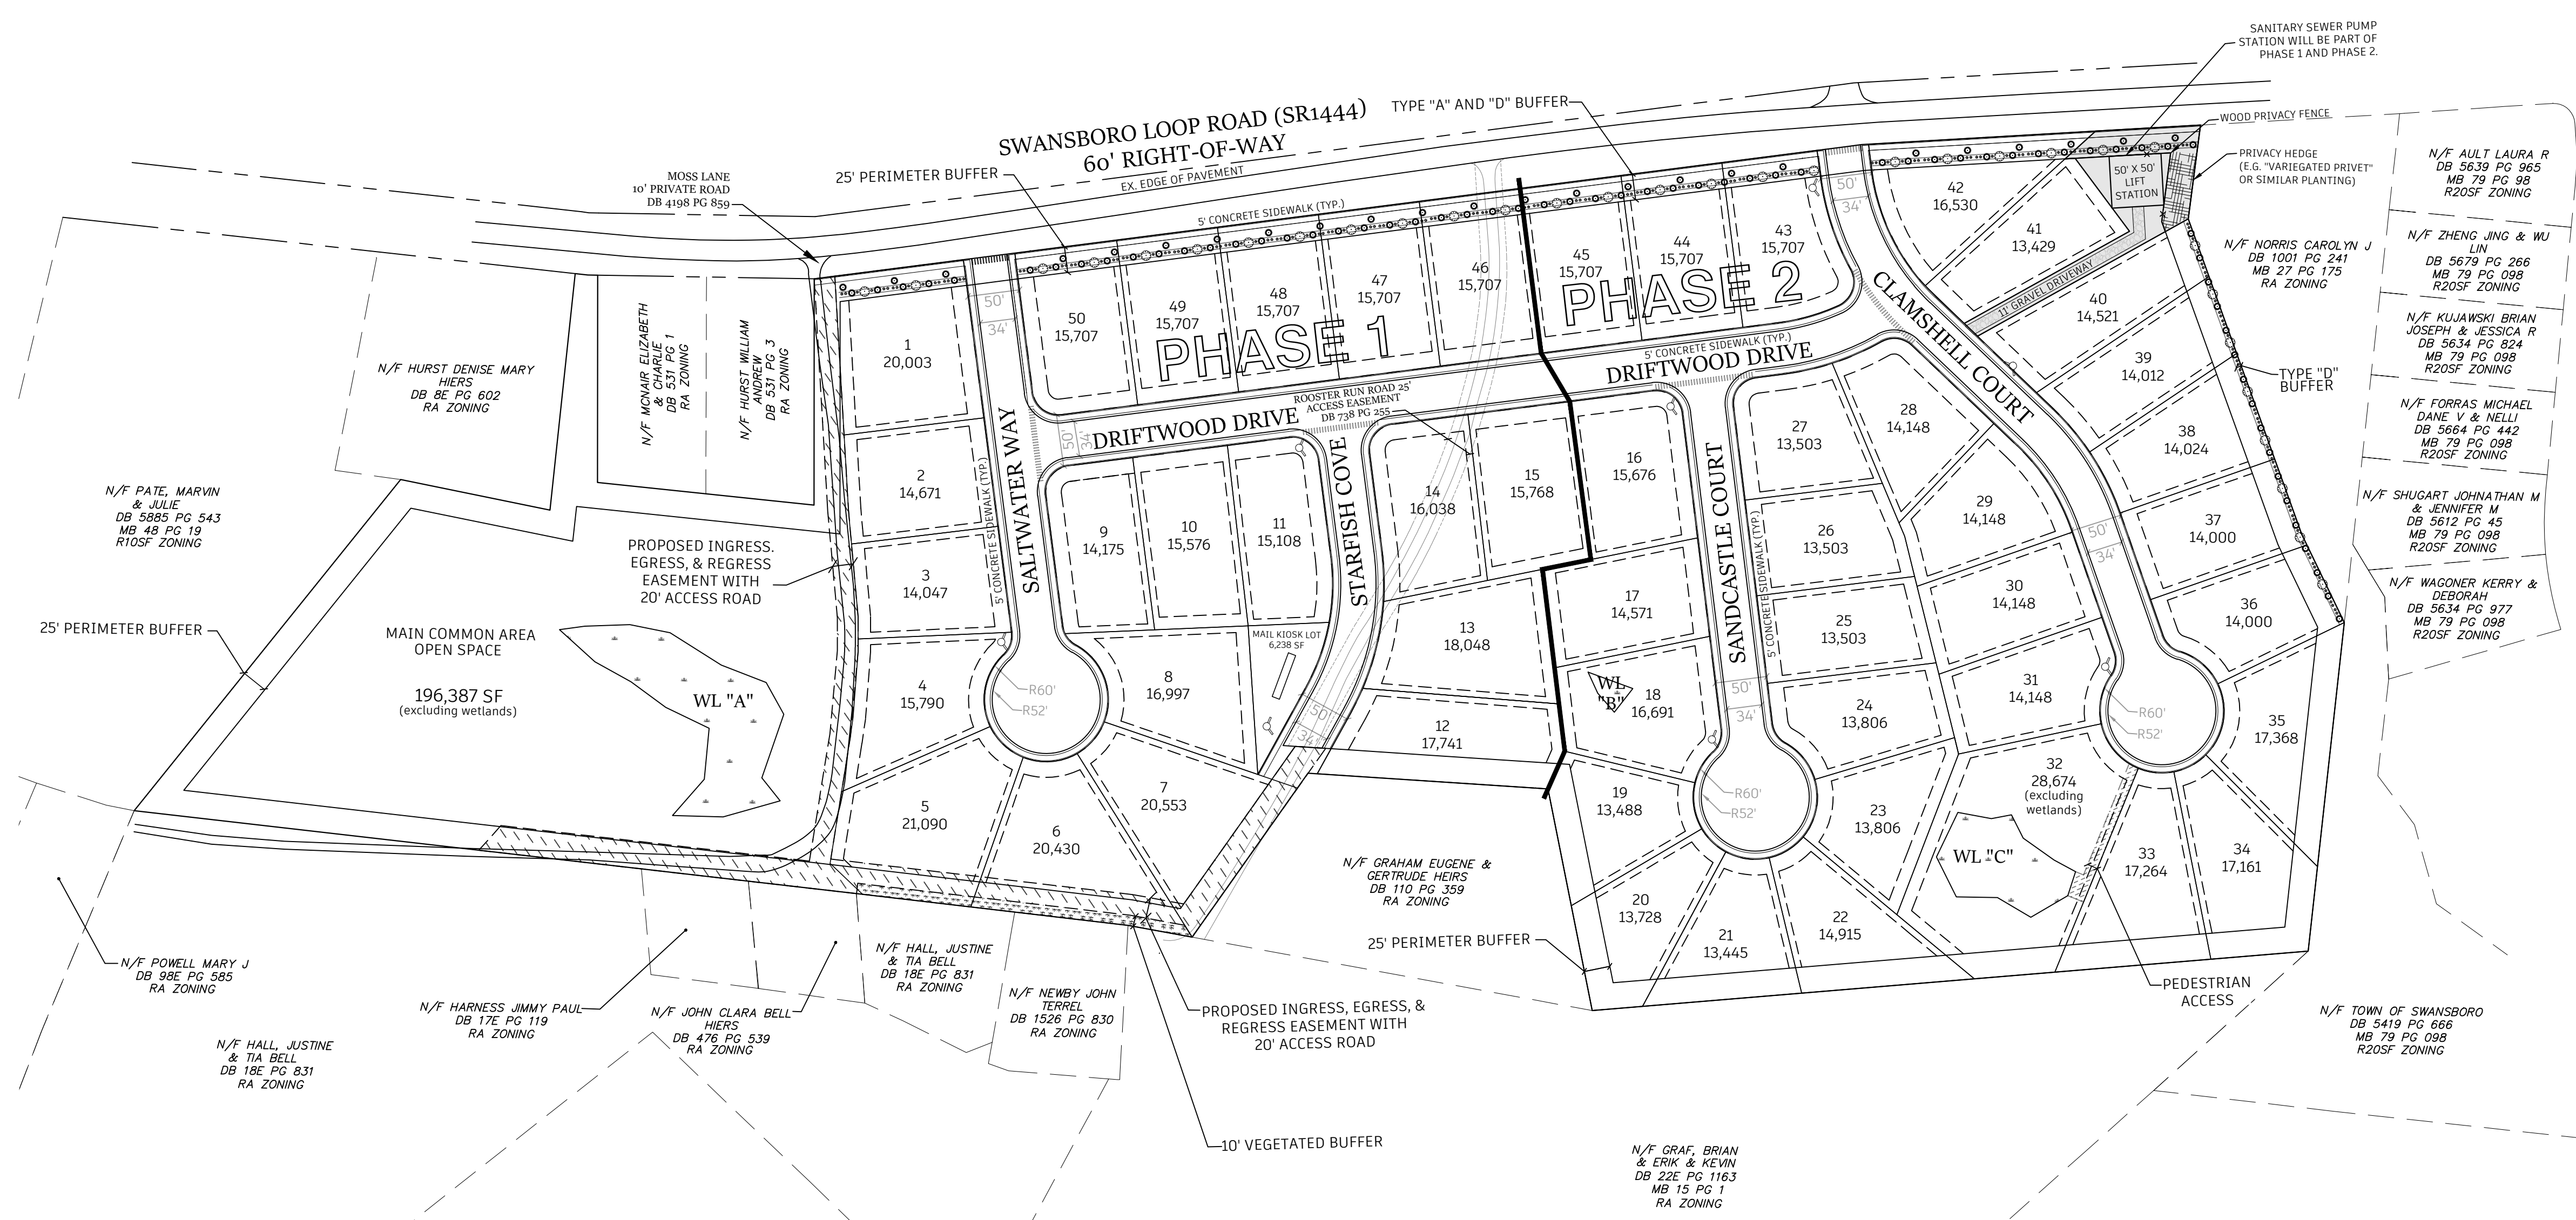 SANITARY SEWER PUMP
STATION WILL BE PART OF
PHASE 1 AND PHASE 2.
TYPE "A" AND "D" BUFFER
SWANSBORO LOOP ROAD (SR1444)
60' RIGHT-OF-WAY
EX. EDGE OF PAVEMENT
25' PERIMETER BUFFER
MOSS LANE
10' PRIVATE ROAD
DB 4198 PG 859
5' CONCRETE SIDEWALK (TYP.)
WOOD PRIVACY FENCE
PRIVACY HEDGE
(E.G. "VARIEGATED PRIVET"
OR SIMILAR PLANTING)
50' X 50'
LIFT
STATION
11' GRAVEL DRIVEWAY
N/F AULT LAURA R
DB 5639 PG 965
MB 79 PG 98
R20SF ZONING
N/F ZHENG JING & WU
LIN
DB 5679 PG 266
MB 79 PG 098
R20SF ZONING
N/F NORRIS CAROLYN J
DB 1001 PG 241
MB 27 PG 175
RA ZONING
N/F KUJAWSKI BRIAN
JOSEPH & JESSICA R
DB 5634 PG 824
MB 79 PG 098
R20SF ZONING
TYPE "D"
BUFFER
N/F FORRAS MICHAEL
DANE V & NELLI
DB 5664 PG 442
MB 79 PG 098
R20SF ZONING
N/F SHUGART JOHNATHAN M
& JENNIFER M
DB 5612 PG 45
MB 79 PG 098
R20SF ZONING
N/F WAGONER KERRY &
DEBORAH
DB 5634 PG 977
MB 79 PG 098
R20SF ZONING
N/F HURST DENISE MARY
HIERS
DB 8E PG 602
RA ZONING
N/F MCNAIR ELIZABETH
& CHARLIE
DB 531 PG 1
RA ZONING
N/F HURST WILLIAM
ANDREW
DB 531 PG 3
RA ZONING
N/F PATE, MARVIN
& JULIE
DB 5885 PG 543
MB 48 PG 19
R10SF ZONING
PHASE 1
PHASE 2
1
20,003
2
14,671
3
14,047
4
15,790
5
21,090
6
20,430
7
20,553
8
16,997
9
14,175
10
15,576
11
15,108
12
17,741
13
18,048
14
16,038
15
15,768
16
15,676
17
14,571
18
16,691
19
13,488
20
13,728
21
13,445
22
14,915
23
13,806
24
13,806
25
13,503
26
13,503
27
13,503
28
14,148
29
14,148
30
14,148
31
14,148
32
28,674
(excluding
wetlands)
33
17,264
34
17,161
35
17,368
36
14,000
37
14,000
38
14,024
39
14,012
40
14,521
41
13,429
42
16,530
43
15,707
44
15,707
45
15,707
46
15,707
47
15,707
48
15,707
49
15,707
50
15,707
50'
34'
50'
34'
50'
34'
50'
34'
50'
34'
50'
34'
SALTWATER WAY
5' CONCRETE SIDEWALK (TYP.)
DRIFTWOOD DRIVE
ROOSTER RUN ROAD 25'
ACCESS EASEMENT
DB 738 PG 255
STARFISH COVE
5' CONCRETE SIDEWALK (TYP.)
DRIFTWOOD DRIVE
CLAMSHELL COURT
SANDCASTLE COURT
5' CONCRETE SIDEWALK (TYP.)
MAIL KIOSK LOT
6,238 SF
R60'
R52'
R60'
R52'
R60'
R52'
PROPOSED INGRESS.
EGRESS, & REGRESS
EASEMENT WITH
20' ACCESS ROAD
25' PERIMETER BUFFER
MAIN COMMON AREA
OPEN SPACE
196,387 SF
(excluding wetlands)
WL "A"
WL
"B"
WL "C"
N/F GRAHAM EUGENE &
GERTRUDE HEIRS
DB 110 PG 359
RA ZONING
25' PERIMETER BUFFER
PEDESTRIAN
ACCESS
N/F POWELL MARY J
DB 98E PG 585
RA ZONING
N/F HALL, JUSTINE
& TIA BELL
DB 18E PG 831
RA ZONING
N/F HARNESS JIMMY PAUL
DB 17E PG 119
RA ZONING
N/F JOHN CLARA BELL
HIERS
DB 476 PG 539
RA ZONING
N/F HALL, JUSTINE
& TIA BELL
DB 18E PG 831
RA ZONING
N/F NEWBY JOHN
TERREL
DB 1526 PG 830
RA ZONING
PROPOSED INGRESS, EGRESS, &
REGRESS EASEMENT WITH
20' ACCESS ROAD
10' VEGETATED BUFFER
N/F TOWN OF SWANSBORO
DB 5419 PG 666
MB 79 PG 098
R20SF ZONING
N/F GRAF, BRIAN
& ERIK & KEVIN
DB 22E PG 1163
MB 15 PG 1
RA ZONING